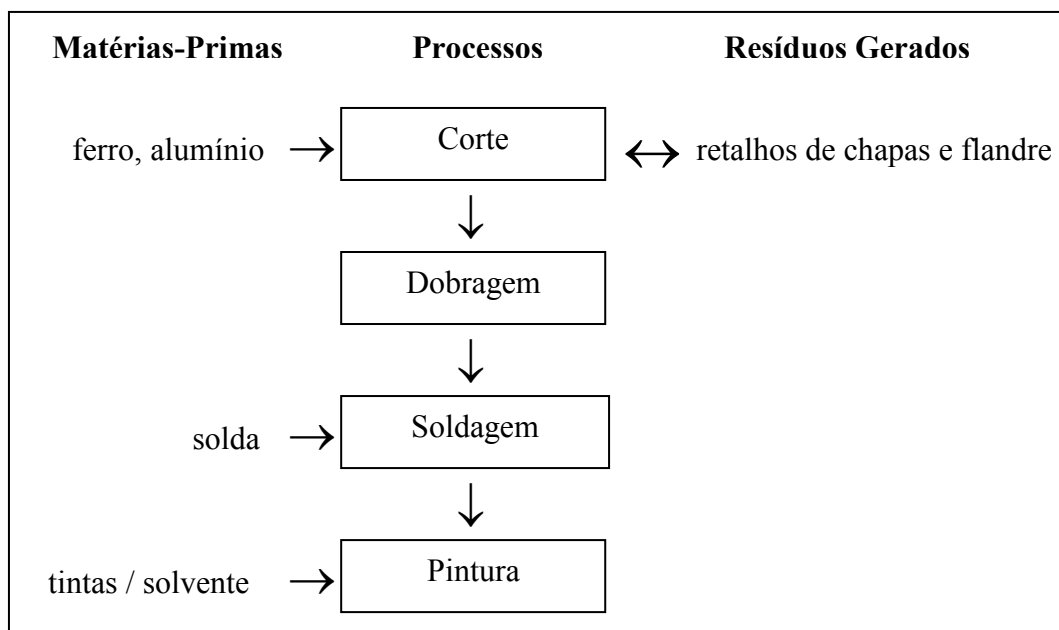 Matérias-Primas Processos Resíduos Gerados
ferro, alumínio → Corte ↔ retalhos de chapas e flandre
↓
Dobragem
↓
solda → Soldagem
↓
tintas / solvente → Pintura